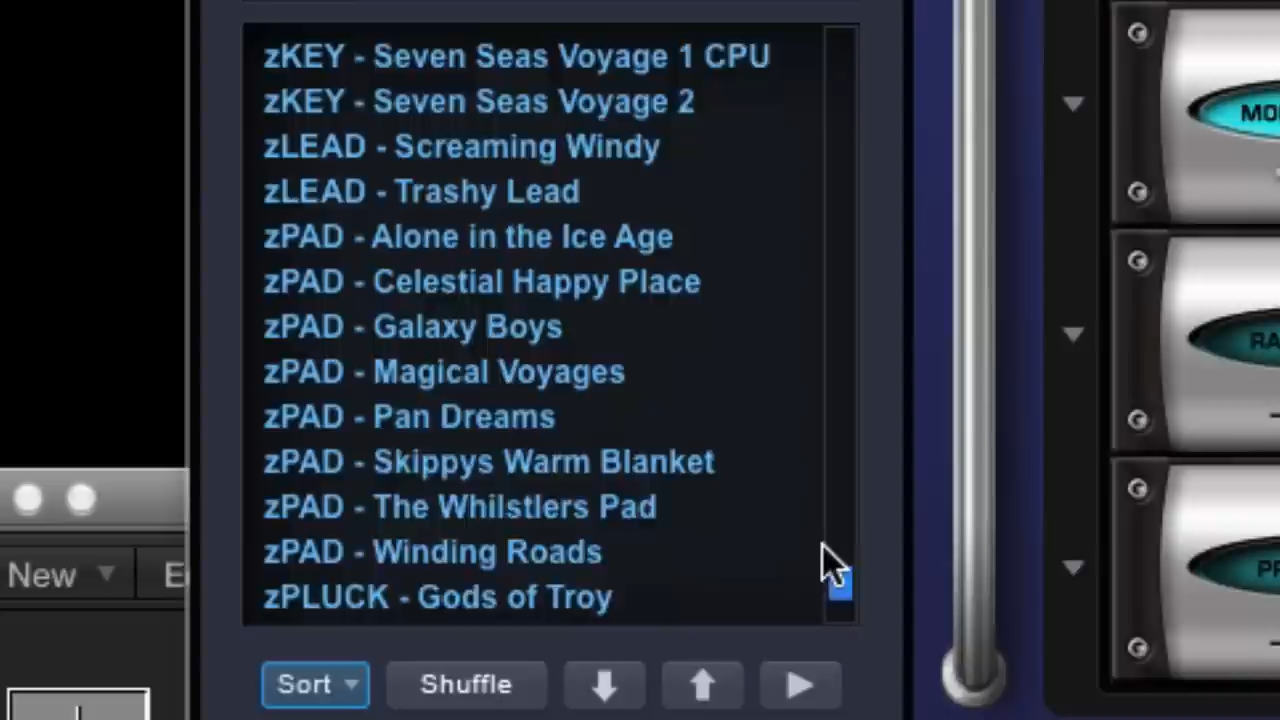 zKEY - Seven Seas Voyage 1 CPU
zKEY - Seven Seas Voyage 2
zLEAD - Screaming Windy
zLEAD - Trashy Lead
zPAD - Alone in the Ice Age
zPAD - Celestial Happy Place
zPAD - Galaxy Boys
zPAD - Magical Voyages
zPAD - Pan Dreams
zPAD - Skippys Warm Blanket
zPAD - The Whilstlers Pad
zPAD - Winding Roads
zPLUCK - Gods of Troy
Sort Shuffle
New